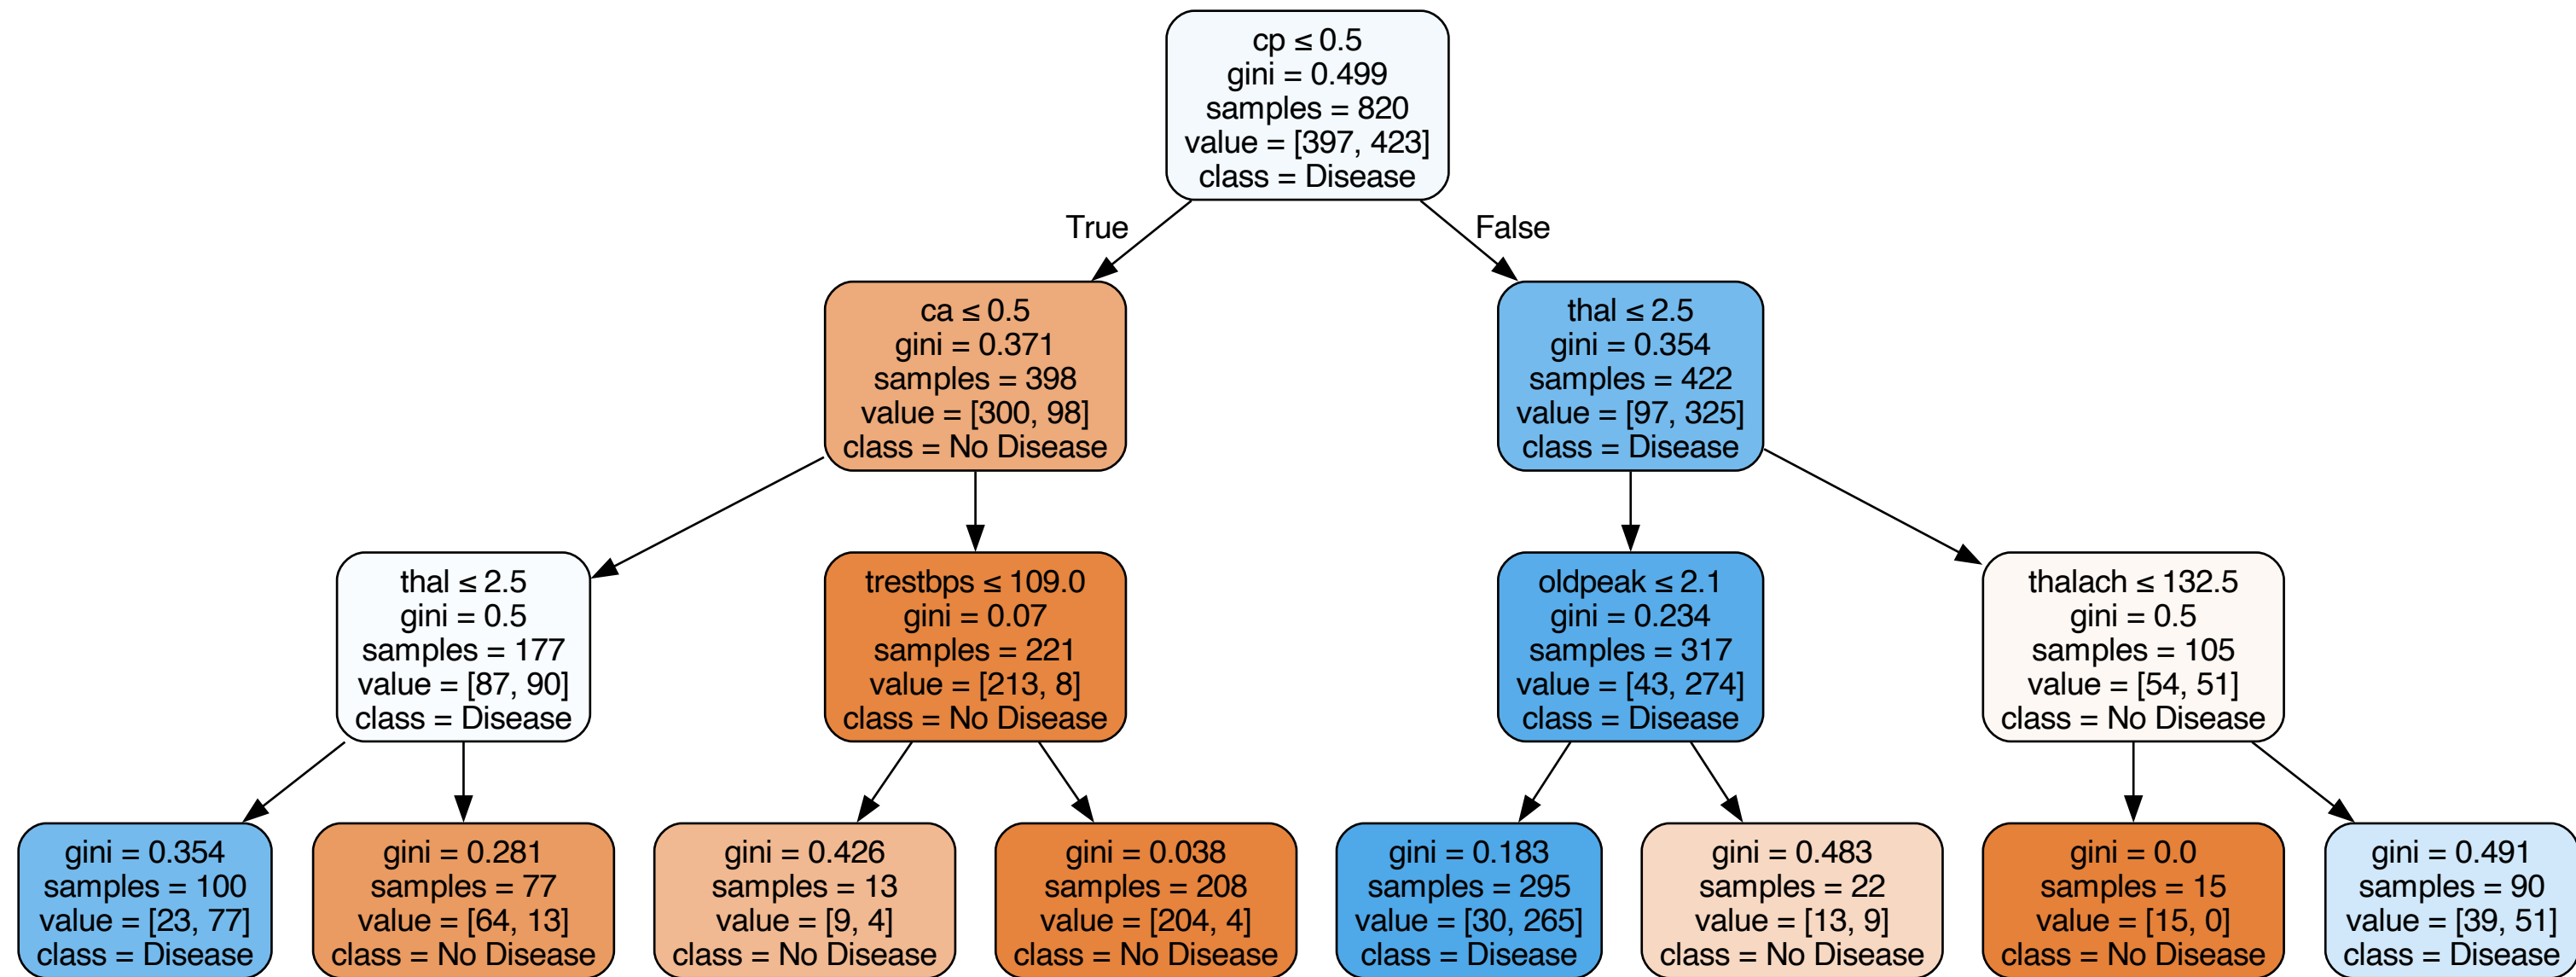 cp ≤ 0.5
gini = 0.499
samples = 820
value = [397, 423]
class = Disease
True
False
ca ≤ 0.5
gini = 0.371
samples = 398
value = [300, 98]
class = No Disease
thal ≤ 2.5
gini = 0.354
samples = 422
value = [97, 325]
class = Disease
thal ≤ 2.5
gini = 0.5
samples = 177
value = [87, 90]
class = Disease
trestbps ≤ 109.0
gini = 0.07
samples = 221
value = [213, 8]
class = No Disease
oldpeak ≤ 2.1
gini = 0.234
samples = 317
value = [43, 274]
class = Disease
thalach ≤ 132.5
gini = 0.5
samples = 105
value = [54, 51]
class = No Disease
gini = 0.354
samples = 100
value = [23, 77]
class = Disease
gini = 0.281
samples = 77
value = [64, 13]
class = No Disease
gini = 0.426
samples = 13
value = [9, 4]
class = No Disease
gini = 0.038
samples = 208
value = [204, 4]
class = No Disease
gini = 0.183
samples = 295
value = [30, 265]
class = Disease
gini = 0.483
samples = 22
value = [13, 9]
class = No Disease
gini = 0.0
samples = 15
value = [15, 0]
class = No Disease
gini = 0.491
samples = 90
value = [39, 51]
class = Disease